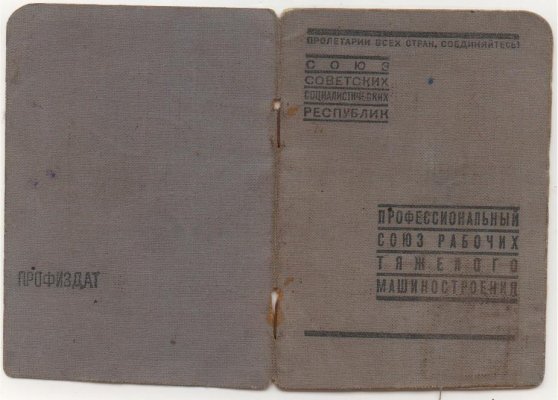 ПРОЛЕТАРИИ ВСЕХ СТРАН, СОЕДИНЯЙТЕСЬ!
СОЮЗ
СОВЕТСКИХ
СОЦИАЛИСТИЧЕСКИХ
РЕСПУБЛИК
ПРОФЕССИОНАЛЬНЫЙ
СОЮЗ РАБОЧИХ
ТЯЖЕЛОГО
МАШИНОСТРОЕНИЯ
ПРОФИЗДАТ